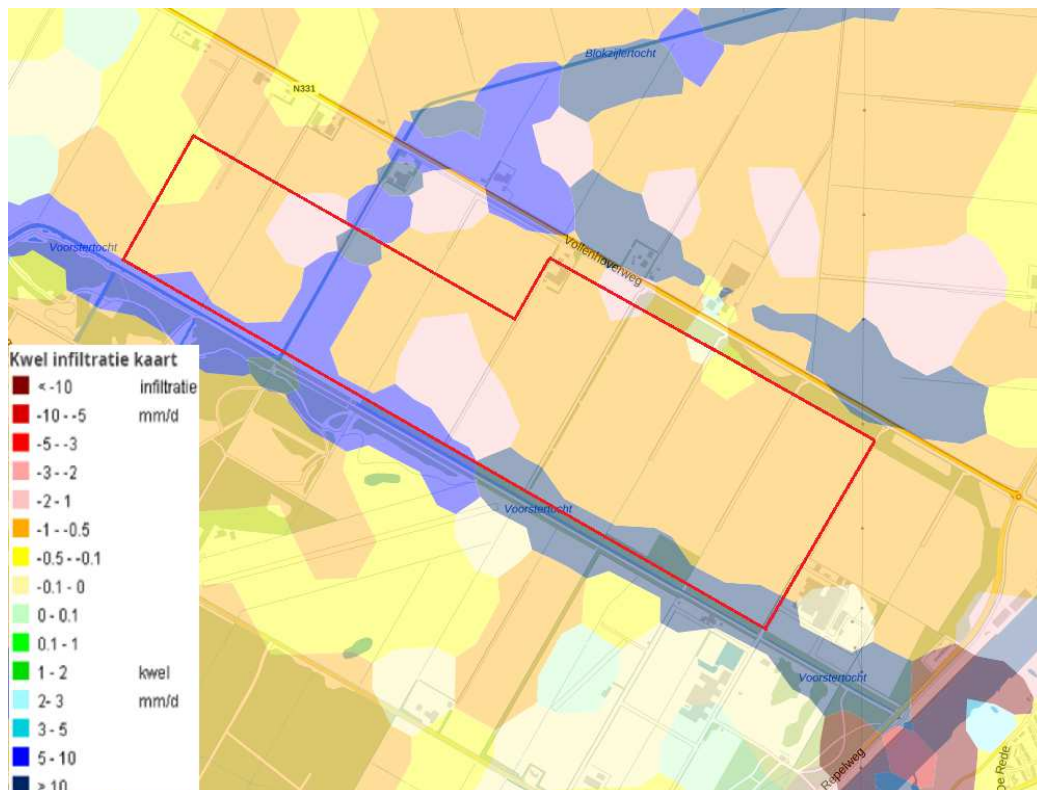 Blokzijlertocht
N331
Voorstertocht
Vollenhoverweg
Kwel infiltratie kaart
< -10 infiltratie
-10 - -5 mm/d
-5 - -3
-3 - -2
-2 - 1
-1 - -0.5
-0.5 - -0.1
-0.1 - 0
0 - 0.1
0.1 - 1
1 - 2 kwel
2- 3 mm/d
3 - 5
5 - 10
> 10
Voorstertocht
Voorstertocht
Repelweg
De Rede